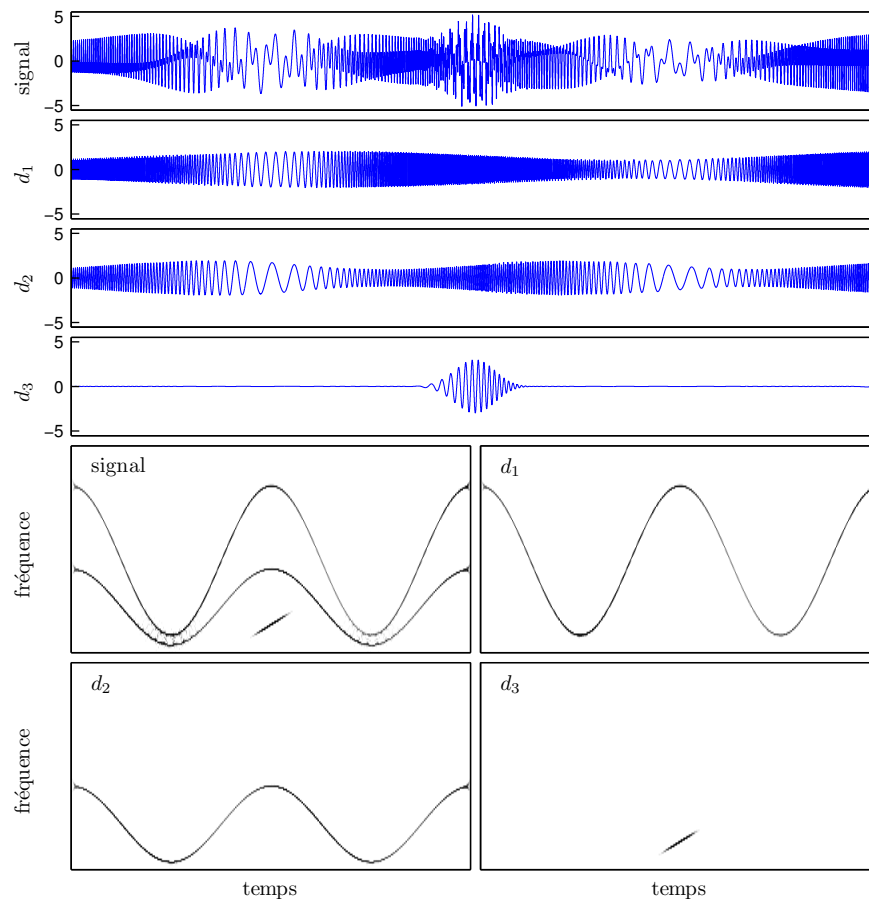 5
0
−5
signal
5
0
−5
d₁
5
0
−5
d₂
5
0
−5
d₃
signal
d₁
fréquence
d₂
d₃
fréquence
temps
temps